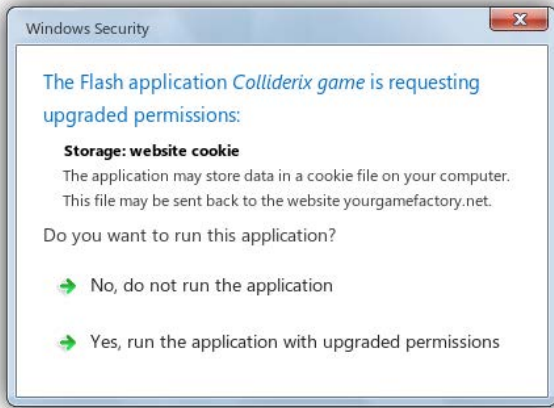 Windows Security
The Flash application Colliderix game is requesting
upgraded permissions:
Storage: website cookie
The application may store data in a cookie file on your computer.
This file may be sent back to the website yourgamefactory.net.
Do you want to run this application?
No, do not run the application
Yes, run the application with upgraded permissions